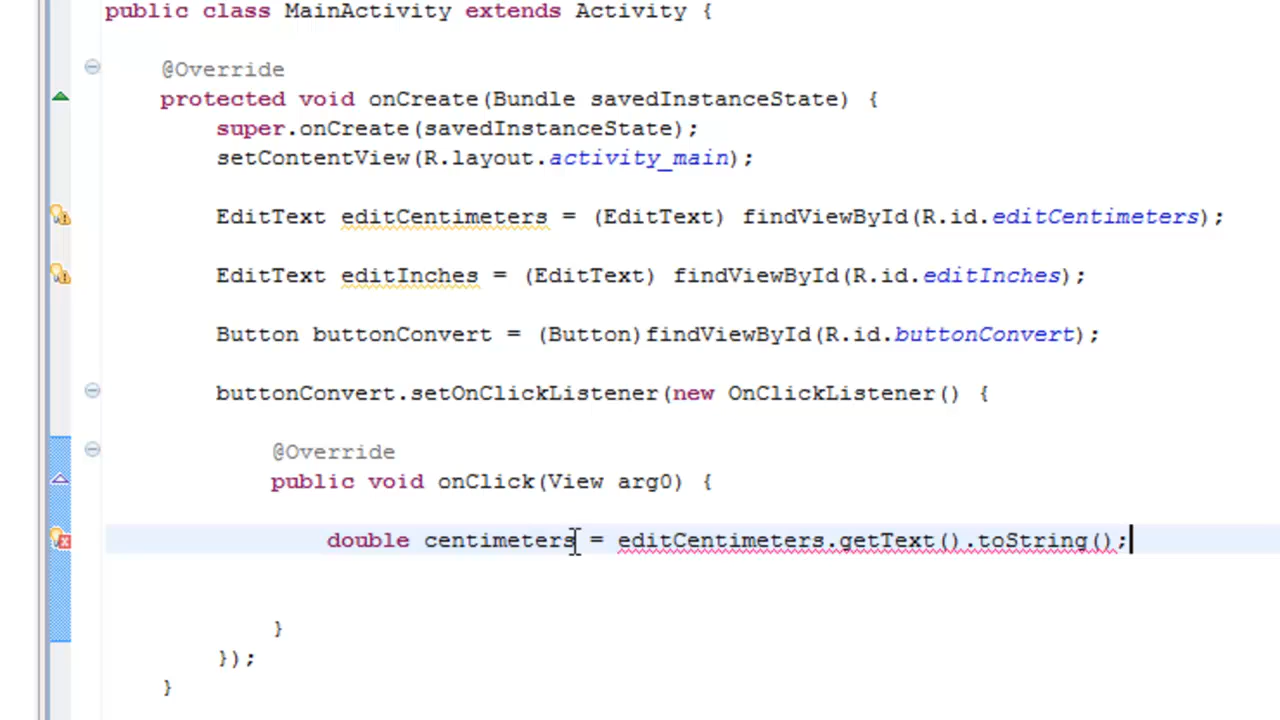 public class MainActivity extends Activity {
@Override
protected void onCreate(Bundle savedInstanceState) {
super.onCreate(savedInstanceState);
setContentView(R.layout.activity_main);
EditText editCentimeters = (EditText) findViewById(R.id.editCentimeters);
EditText editInches = (EditText) findViewById(R.id.editInches);
Button buttonConvert = (Button)findViewById(R.id.buttonConvert);
buttonConvert.setOnClickListener(new OnClickListener() {
@Override
public void onClick(View arg0) {
double centimeters = editCentimeters.getText().toString();
}
});
}